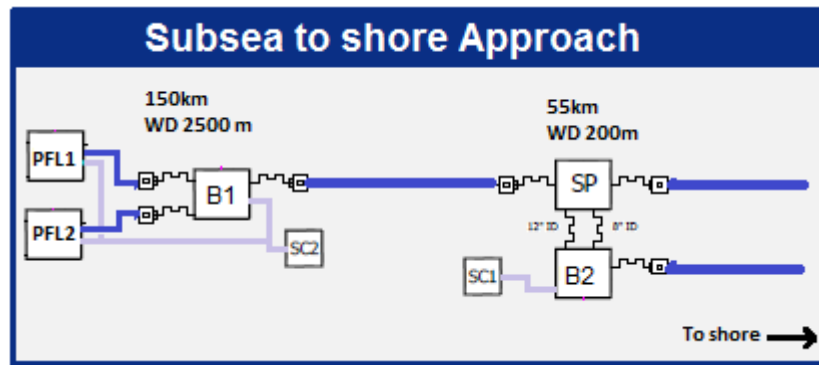 Subsea to shore Approach
150km
WD 2500 m
55km
WD 200m
PFL1
B1
SP
PFL2
12" ID
8" ID
SC2
SC1
B2
To shore